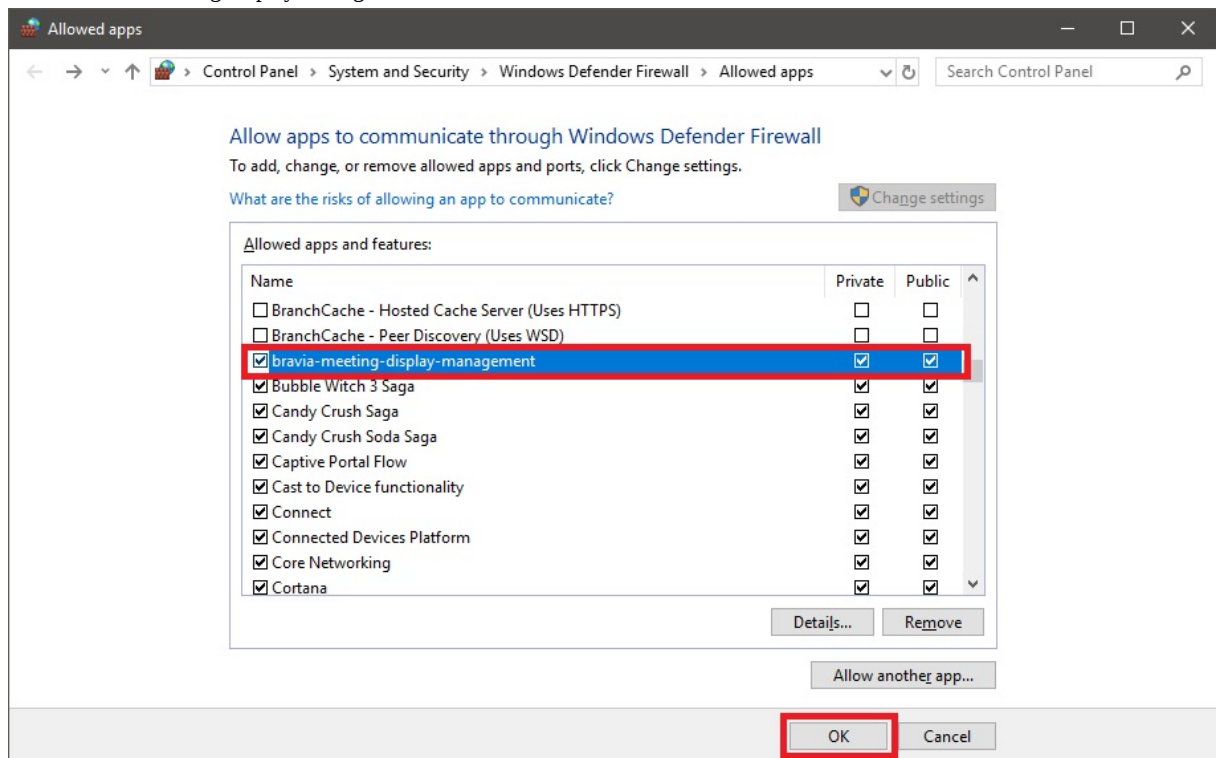 Allowed apps
Control Panel > System and Security > Windows Defender Firewall > Allowed apps
Search Control Panel
Allow apps to communicate through Windows Defender Firewall
To add, change, or remove allowed apps and ports, click Change settings.
What are the risks of allowing an app to communicate?
Change settings
Allowed apps and features:
Name Private Public
BranchCache - Hosted Cache Server (Uses HTTPS)
BranchCache - Peer Discovery (Uses WSD)
bravia-meeting-display-management
Bubble Witch 3 Saga
Candy Crush Saga
Candy Crush Soda Saga
Captive Portal Flow
Cast to Device functionality
Connect
Connected Devices Platform
Core Networking
Cortana
Details... Remove
Allow another app...
OK Cancel